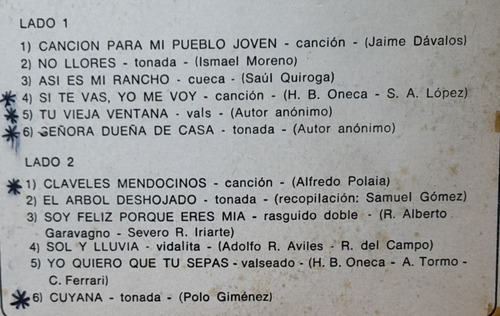 LADO 1
1) CANCION PARA MI PUEBLO JOVEN - canción - (Jaime Dávalos)
2) NO LLORES - tonada - (Ismael Moreno)
3) ASI ES MI RANCHO - cueca - (Saúl Quiroga)
* 4) SI TE VAS, YO ME VOY - canción - (H. B. Oneca - S. A. López)
* 5) TU VIEJA VENTANA - vals - (Autor anónimo)
* 6) SEÑORA DUEÑA DE CASA - tonada - (Autor anónimo)
LADO 2
* 1) CLAVELES MENDOCINOS - canción - (Alfredo Polaia)
2) EL ARBOL DESHOJADO - tonada - (recopilación: Samuel Gómez)
3) SOY FELIZ PORQUE ERES MIA - rasguido doble - (R. Alberto
Garavagno - Severo R. Iriarte)
4) SOL Y LLUVIA - vidalita - (Adolfo R. Aviles - R. del Campo)
5) YO QUIERO QUE TU SEPAS - valseado - (H. B. Oneca - A. Tormo -
C. Ferrari)
* 6) CUYANA - tonada - (Polo Giménez)